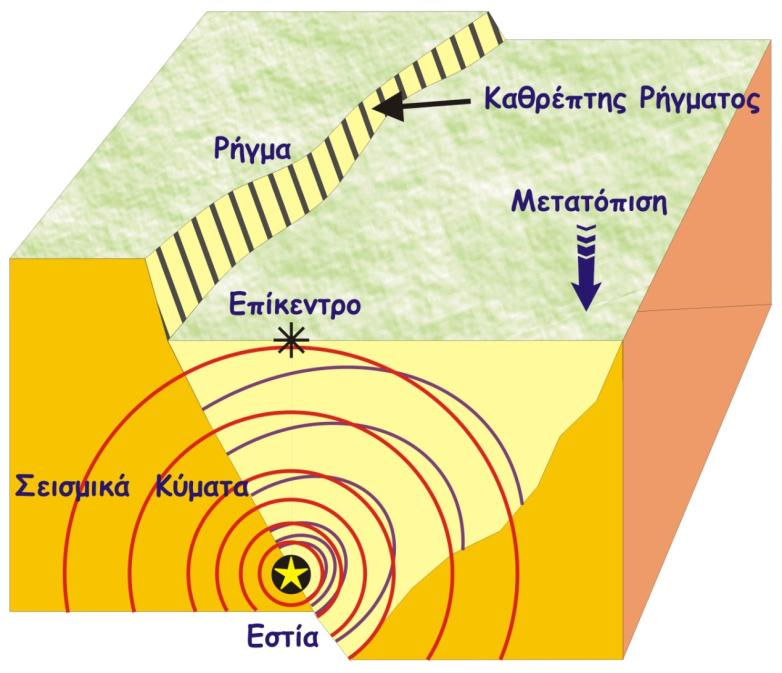 Καθρέπτης Ρήγματος
Ρήγμα
Μετατόπιση
Επίκεντρο
Σεισμικά Κύματα
Εστία